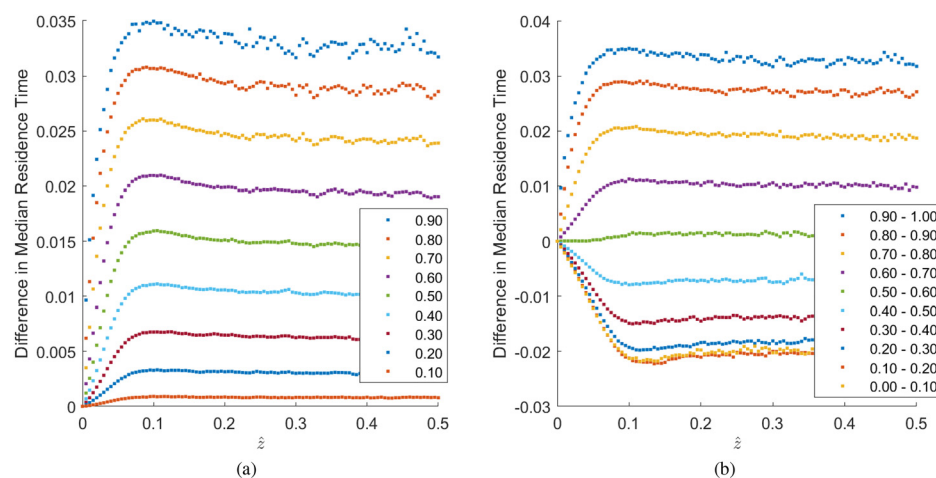 Difference in Median Residence Time
0.035
0.03
0.025
0.02
0.015
0.01
0.005
0
0
0.1
0.2
0.3
0.4
0.5
ẑ
0.90
0.80
0.70
0.60
0.50
0.40
0.30
0.20
0.10
(a)
Difference in Median Residence Time
0.04
0.03
0.02
0.01
0
-0.01
-0.02
-0.03
0
0.1
0.2
0.3
0.4
0.5
ẑ
0.90 - 1.00
0.80 - 0.90
0.70 - 0.80
0.60 - 0.70
0.50 - 0.60
0.40 - 0.50
0.30 - 0.40
0.20 - 0.30
0.10 - 0.20
0.00 - 0.10
(b)